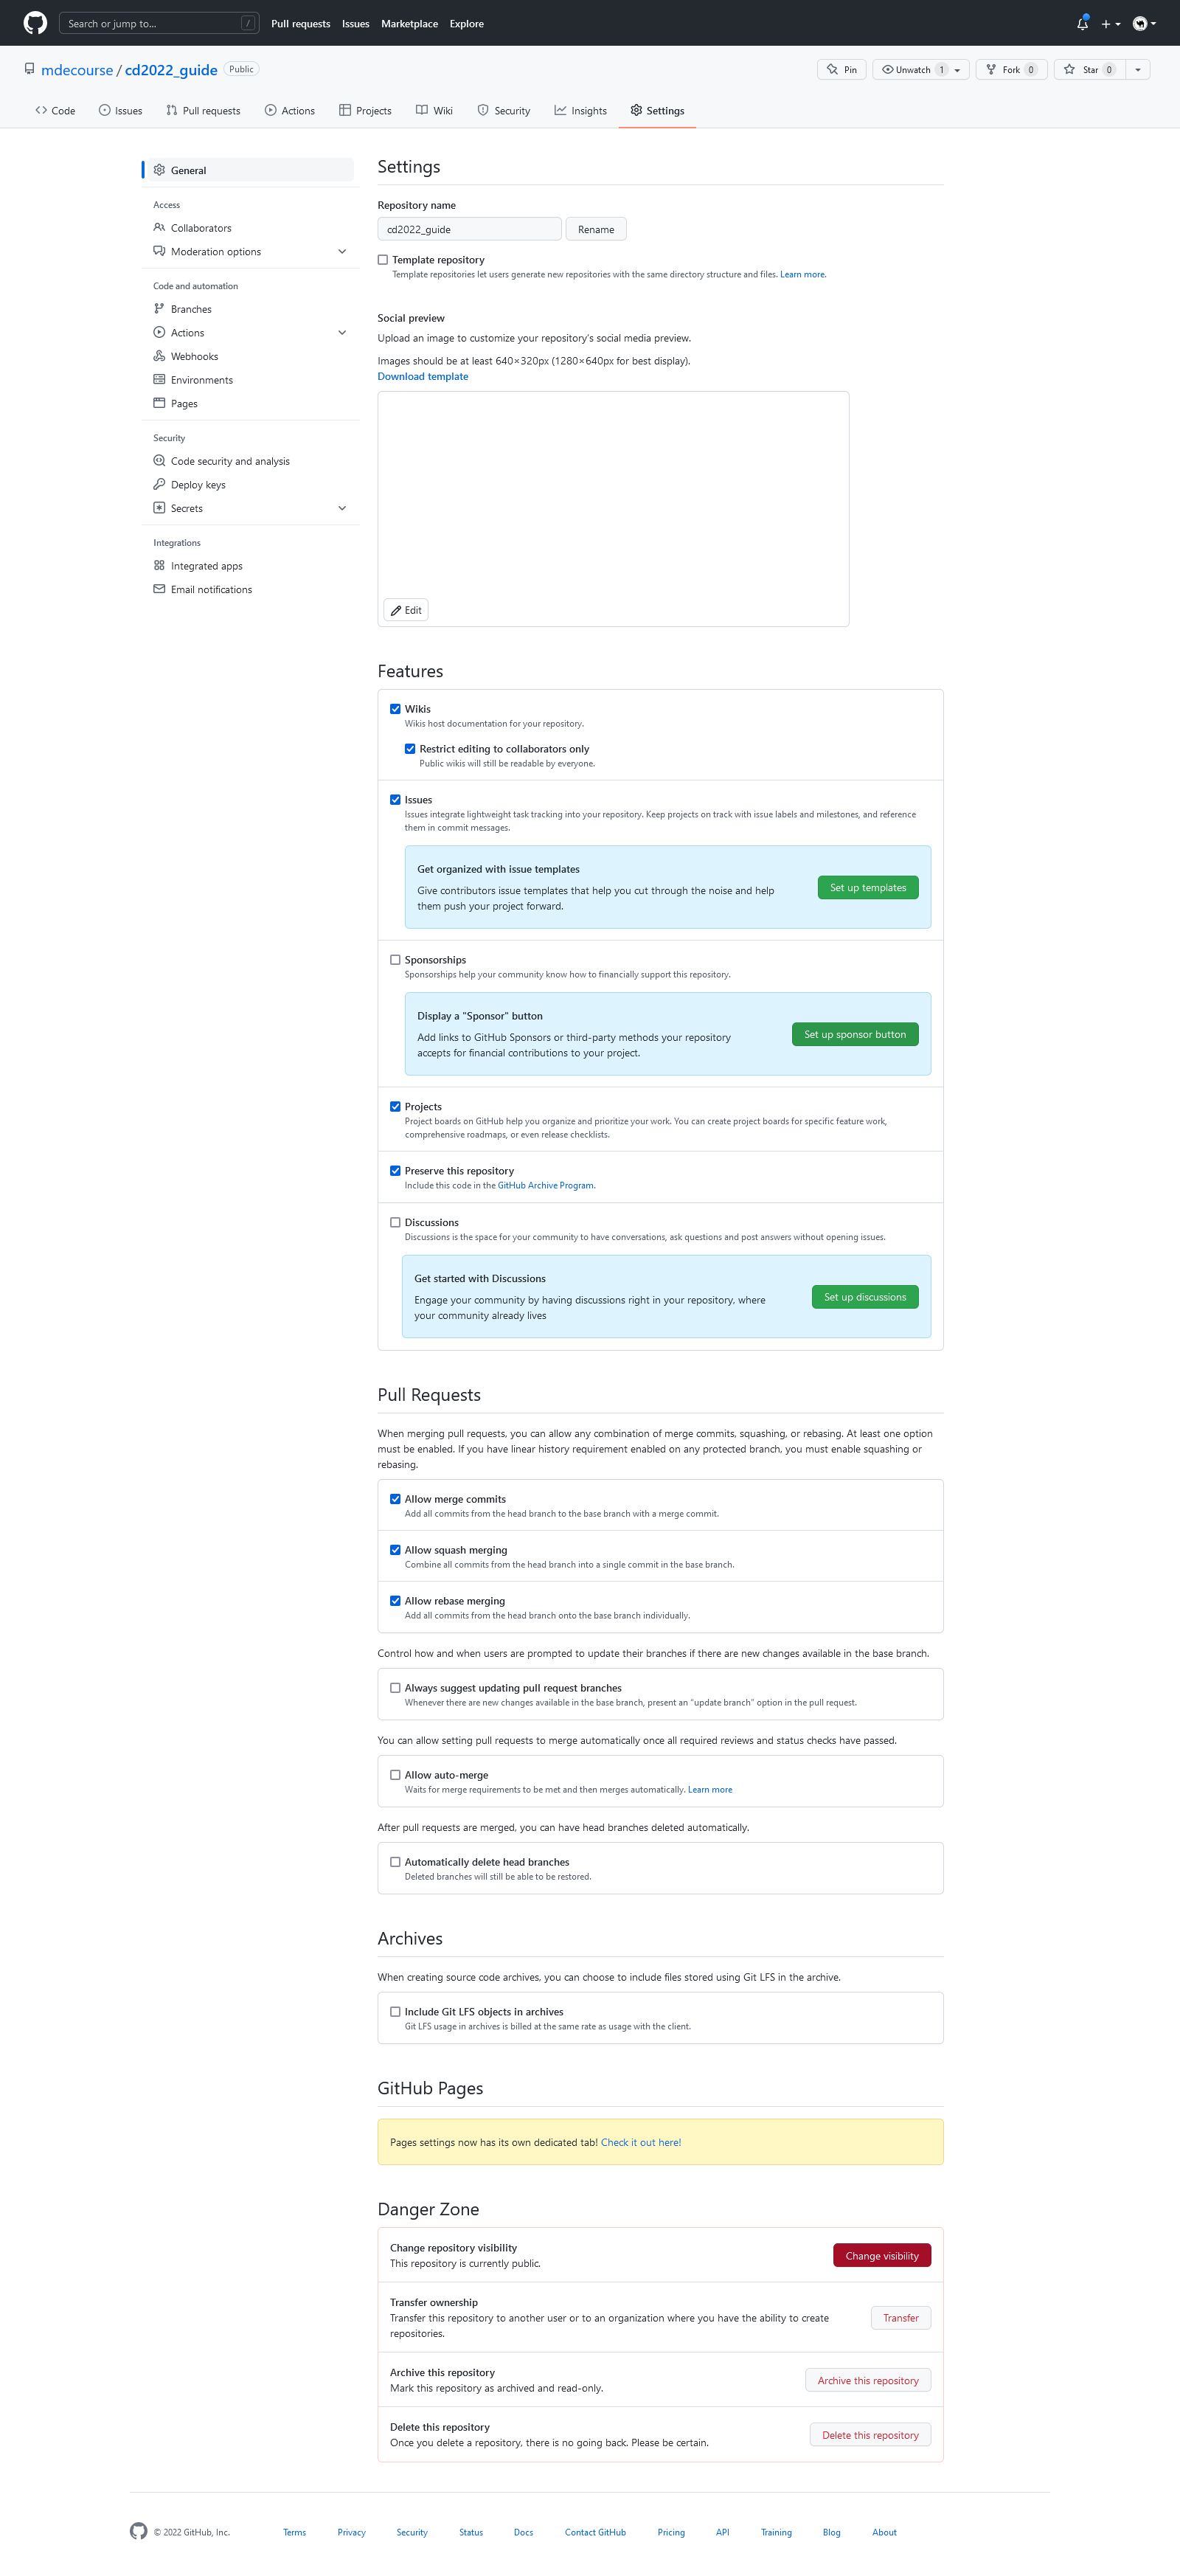 Search or jump to...
/
Pull requests
Issues
Marketplace
Explore
mdecourse / cd2022_guide
Public
Pin
Unwatch 1
Fork 0
Star 0
Code
Issues
Pull requests
Actions
Projects
Wiki
Security
Insights
Settings
General
Access
Collaborators
Moderation options
Code and automation
Branches
Actions
Webhooks
Environments
Pages
Security
Code security and analysis
Deploy keys
Secrets
Integrations
Integrated apps
Email notifications
Settings
Repository name
cd2022_guide
Rename
Template repository
Template repositories let users generate new repositories with the same directory structure and files. Learn more.
Social preview
Upload an image to customize your repository's social media preview.
Images should be at least 640×320px (1280×640px for best display).
Download template
Edit
Features
Wikis
Wikis host documentation for your repository.
Restrict editing to collaborators only
Public wikis will still be readable by everyone.
Issues
Issues integrate lightweight task tracking into your repository. Keep projects on track with issue labels and milestones, and reference
them in commit messages.
Get organized with issue templates
Give contributors issue templates that help you cut through the noise and help
them push your project forward.
Set up templates
Sponsorships
Sponsorships help your community know how to financially support this repository.
Display a "Sponsor" button
Add links to GitHub Sponsors or third-party methods your repository
accepts for financial contributions to your project.
Set up sponsor button
Projects
Project boards on GitHub help you organize and prioritize your work. You can create project boards for specific feature work,
comprehensive roadmaps, or even release checklists.
Preserve this repository
Include this code in the GitHub Archive Program.
Discussions
Discussions is the space for your community to have conversations, ask questions and post answers without opening issues.
Get started with Discussions
Engage your community by having discussions right in your repository, where
your community already lives
Set up discussions
Pull Requests
When merging pull requests, you can allow any combination of merge commits, squashing, or rebasing. At least one option
must be enabled. If you have linear history requirement enabled on any protected branch, you must enable squashing or
rebasing.
Allow merge commits
Add all commits from the head branch to the base branch with a merge commit.
Allow squash merging
Combine all commits from the head branch into a single commit in the base branch.
Allow rebase merging
Add all commits from the head branch onto the base branch individually.
Control how and when users are prompted to update their branches if there are new changes available in the base branch.
Always suggest updating pull request branches
Whenever there are new changes available in the base branch, present an "update branch" option in the pull request.
You can allow setting pull requests to merge automatically once all required reviews and status checks have passed.
Allow auto-merge
Waits for merge requirements to be met and then merges automatically. Learn more
After pull requests are merged, you can have head branches deleted automatically.
Automatically delete head branches
Deleted branches will still be able to be restored.
Archives
When creating source code archives, you can choose to include files stored using Git LFS in the archive.
Include Git LFS objects in archives
Git LFS usage in archives is billed at the same rate as usage with the client.
GitHub Pages
Pages settings now has its own dedicated tab! Check it out here!
Danger Zone
Change repository visibility
This repository is currently public.
Change visibility
Transfer ownership
Transfer this repository to another user or to an organization where you have the ability to create
repositories.
Transfer
Archive this repository
Mark this repository as archived and read-only.
Archive this repository
Delete this repository
Once you delete a repository, there is no going back. Please be certain.
Delete this repository
© 2022 GitHub, Inc.
Terms
Privacy
Security
Status
Docs
Contact GitHub
Pricing
API
Training
Blog
About